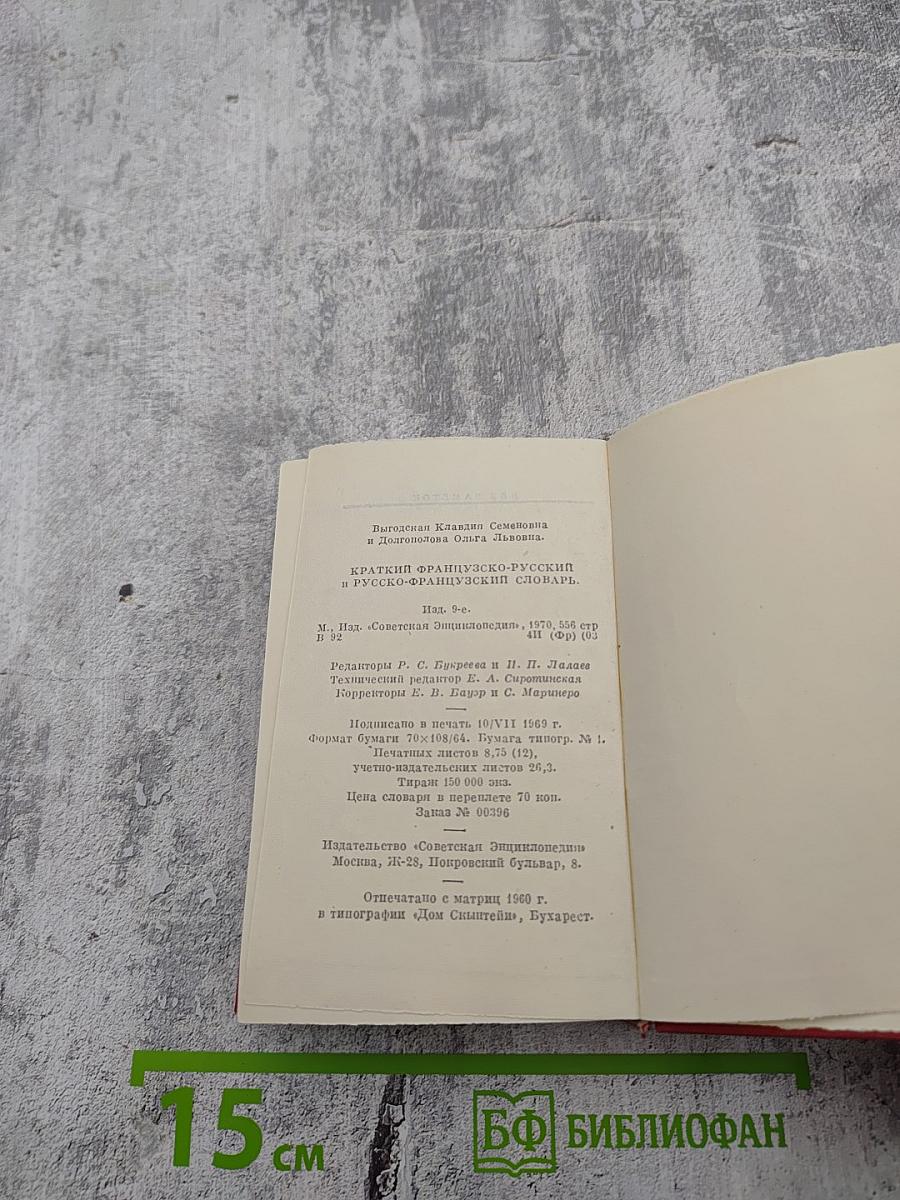 Выгодская Клавдия Семеновна
и Долгополова Ольга Львовна.
КРАТКИЙ ФРАНЦУЗСКО-РУССКИЙ
и РУССКО-ФРАНЦУЗСКИЙ СЛОВАРЬ.
Изд. 9-е.
М., Изд. «Советская Энциклопедия», 1970, 556 стр
В 92 4И (Фр) (03
Редакторы Р. С. Букреева и И. П. Лалаев
Технический редактор Е. А. Сиротинская
Корректоры Е. В. Бауэр и С. Маринеро
Подписано в печать 10/VII 1969 г.
Формат бумаги 70×108/64. Бумага типогр. № 1.
Печатных листов 8,75 (12),
учетно-издательских листов 26,3.
Тираж 150 000 экз.
Цена словаря в переплете 70 коп.
Заказ № 00396
Издательство «Советская Энциклопедия»
Москва, Ж-28, Покровский бульвар, 8.
Отпечатано с матриц 1960 г.
в типографии «Дом Скынтейи», Бухарест.
15 см
БФ БИБЛИОФАН